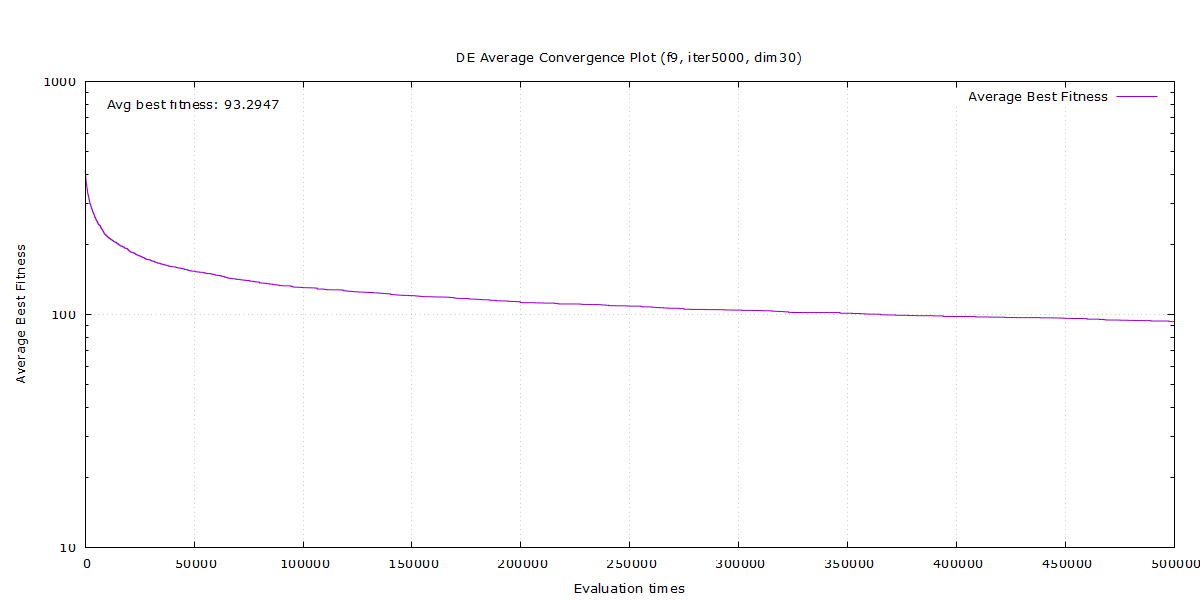 DE Average Convergence Plot (f9, iter5000, dim30)
1000
Avg best fitness: 93.2947
Average Best Fitness
Average Best Fitness
100
10
0 50000 100000 150000 200000 250000 300000 350000 400000 450000 500000
Evaluation times